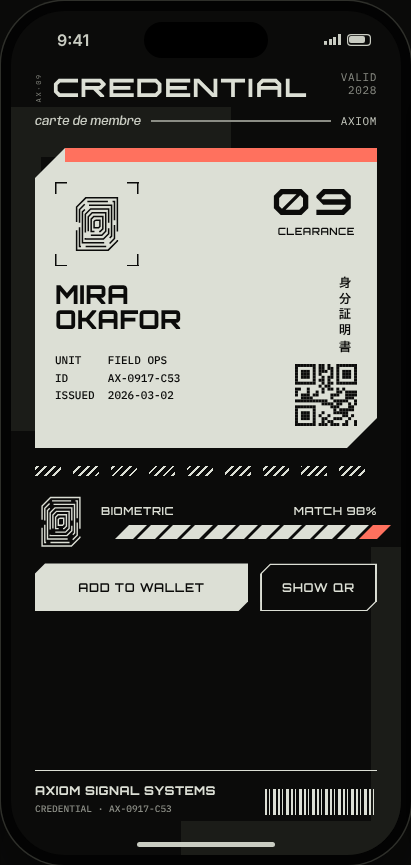 9:41
AX-09
CREDENTIAL
VALID
2028
carte de membre
AXIOM
09
CLEARANCE
MIRA
OKAFOR
身分証明書
UNIT FIELD OPS
ID AX-0917-C53
ISSUED 2026-03-02
BIOMETRIC
MATCH 98%
ADD TO WALLET
SHOW QR
AXIOM SIGNAL SYSTEMS
CREDENTIAL · AX-0917-C53